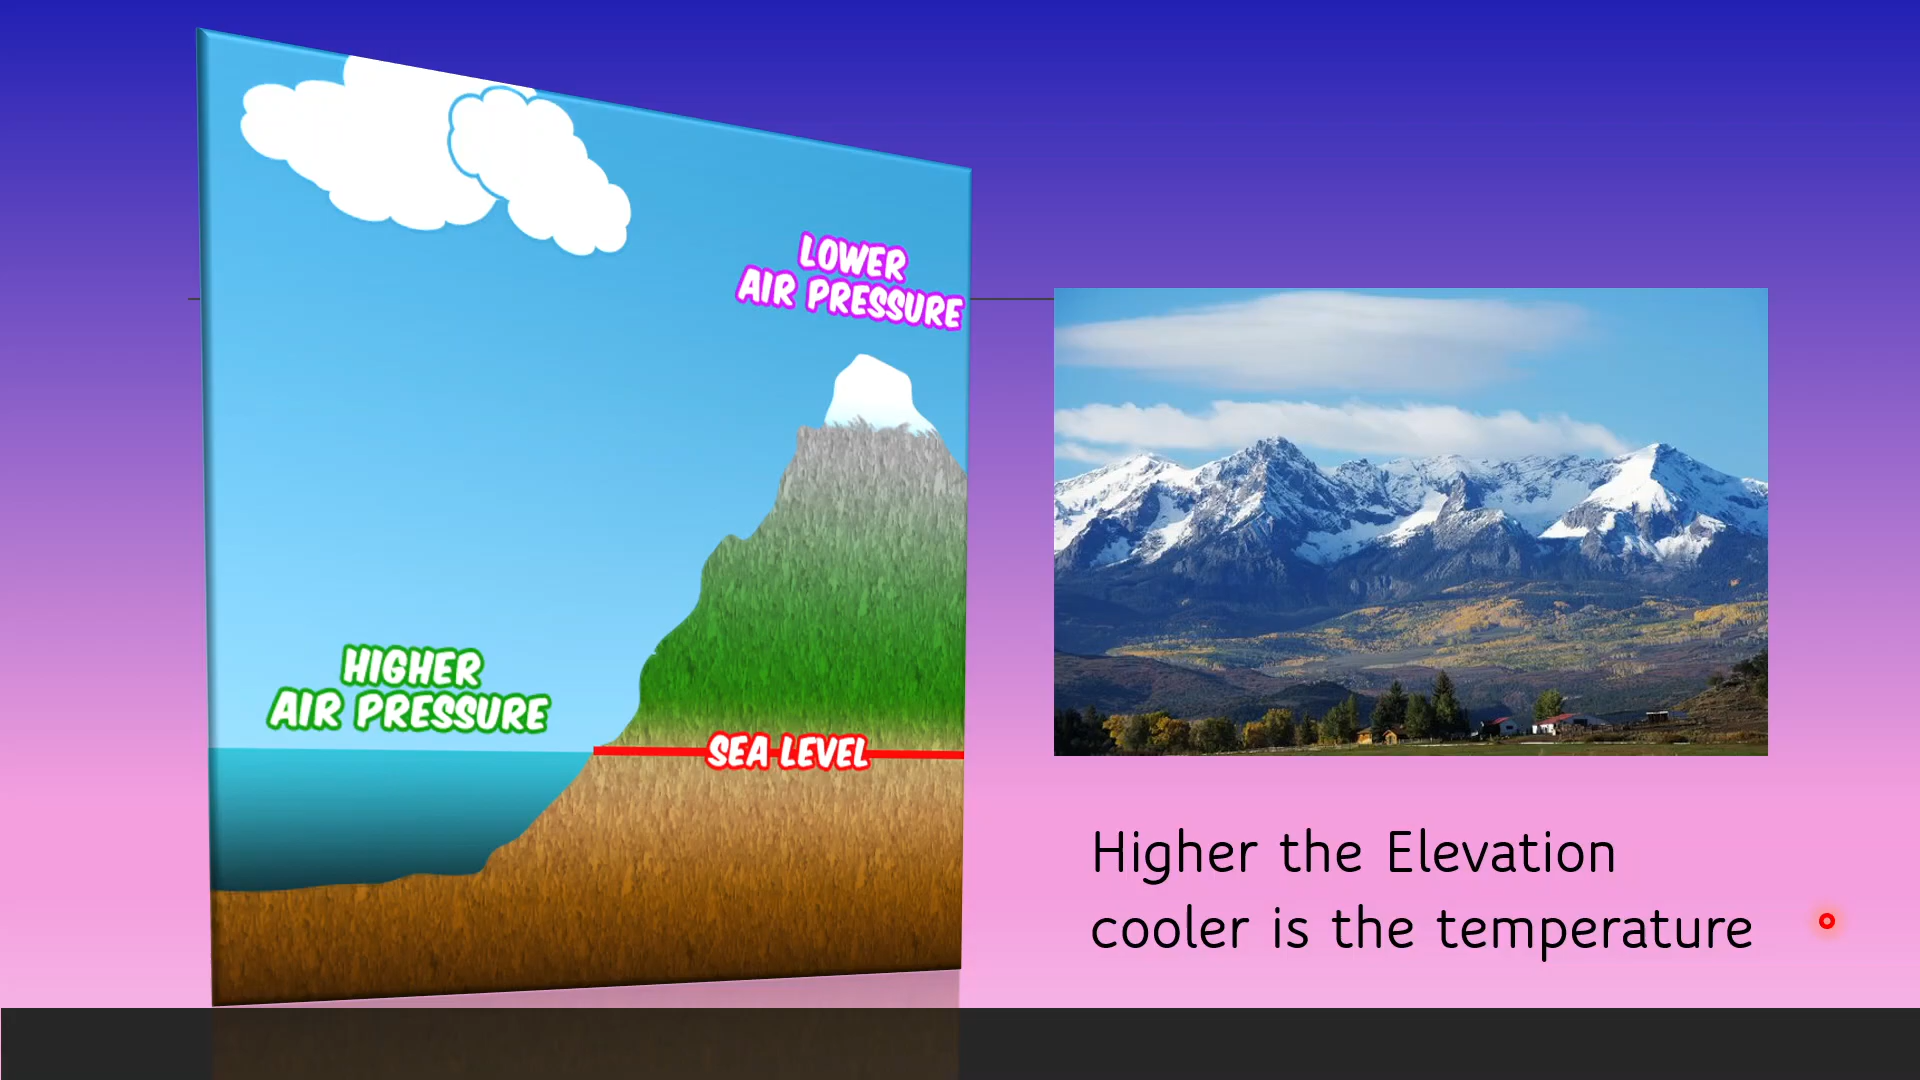 LOWER
AIR PRESSURE
HIGHER
AIR PRESSURE
SEA LEVEL
Higher the Elevation
cooler is the temperature